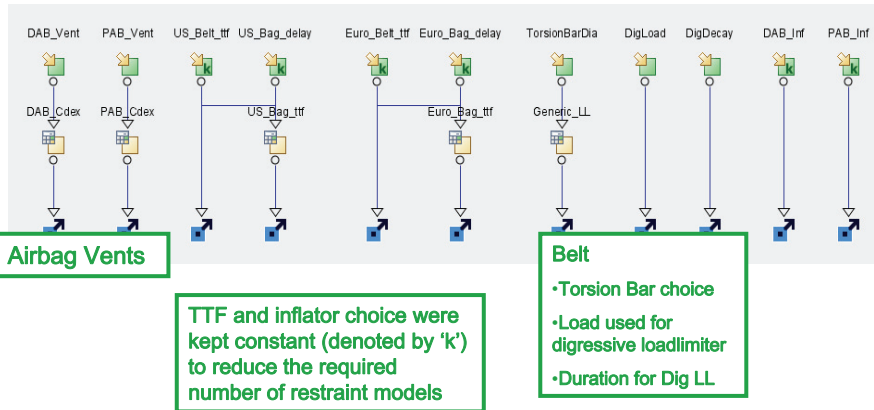 DAB_Vent PAB_Vent US_Belt_ttf US_Bag_delay Euro_Belt_ttf Euro_Bag_delay TorsionBarDia DigLoad DigDecay DAB_Inf PAB_Inf
k k k k k k
DAB_Cdex PAB_Cdex US_Bag_ttf Euro_Bag_ttf Generic_LL
Airbag Vents
TTF and inflator choice were
kept constant (denoted by ‘k’)
to reduce the required
number of restraint models
Belt
•Torsion Bar choice
•Load used for
digressive loadlimiter
•Duration for Dig LL